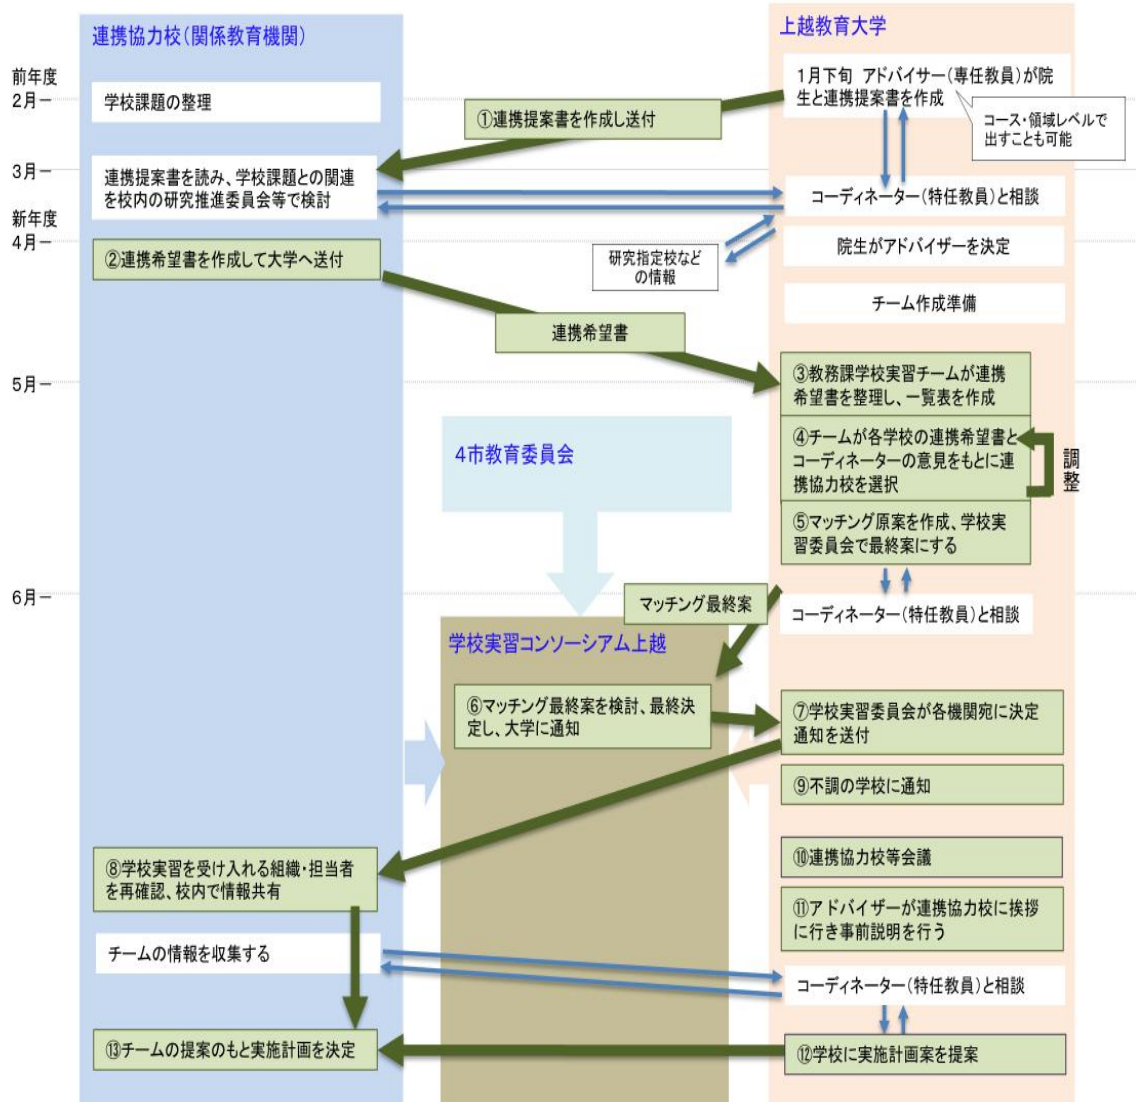 連携協力校(関係教育機関)
上越教育大学
前年度
2月―
学校課題の整理
①連携提案書を作成し送付
1月下旬 アドバイサー(専任教員)が院
生と連携提案書を作成
コース・領域レベルで
出すことも可能
3月―
連携提案書を読み、学校課題との関連
を校内の研究推進委員会等で検討
コーディネーター(特任教員)と相談
新年度
4月―
②連携希望書を作成して大学へ送付
研究指定校など
の情報
院生がアドバイザーを決定
チーム作成準備
連携希望書
5月―
③教務課学校実習チームが連携
希望書を整理し、一覧表を作成
4市教育委員会
④チームが各学校の連携希望書と
コーディネーターの意見をもとに連
携協力校を選択
調整
⑤マッチング原案を作成、学校実
習委員会で最終案にする
6月―
マッチング最終案
コーディネーター(特任教員)と相談
学校実習コンソーシアム上越
⑥マッチング最終案を検討、最終決
定し、大学に通知
⑦学校実習委員会が各機関宛に決定
通知を送付
⑨不調の学校に通知
⑧学校実習を受け入れる組織・担当者
を再確認、校内で情報共有
⑩連携協力校等会議
⑪アドバイザーが連携協力校に挨拶
に行き事前説明を行う
チームの情報を収集する
コーディネーター(特任教員)と相談
⑬チームの提案のもと実施計画を決定
⑫学校に実施計画案を提案